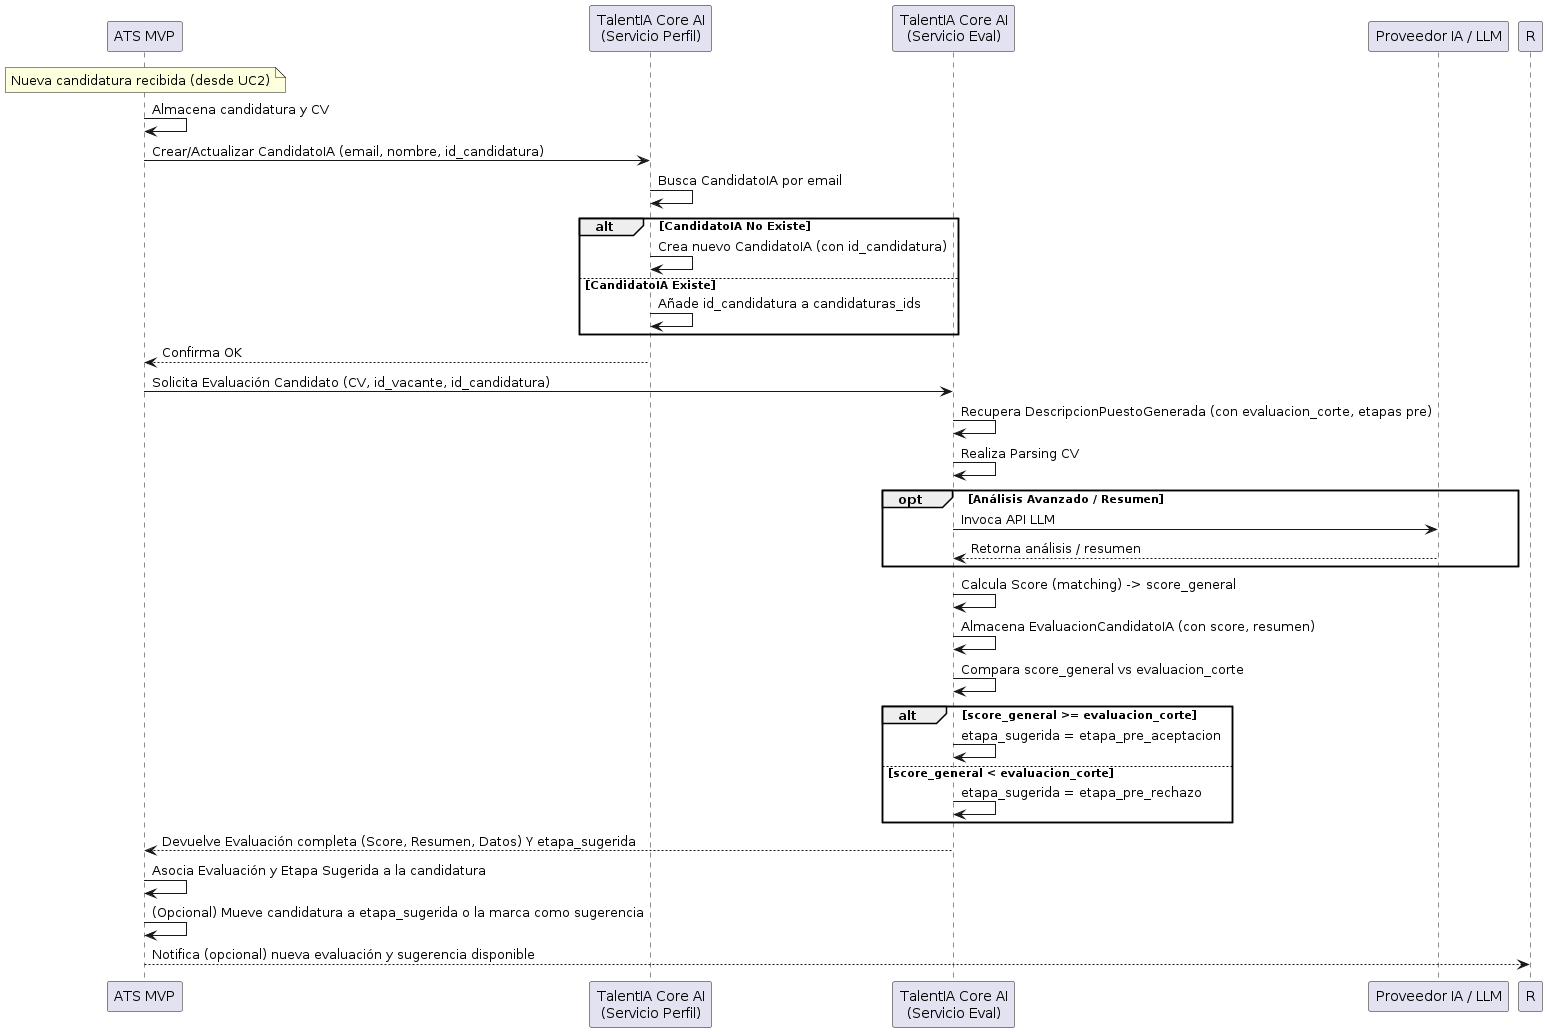 ATS MVP
TalentIA Core AI
(Servicio Perfil)
TalentIA Core AI
(Servicio Eval)
Proveedor IA / LLM
R
Nueva candidatura recibida (desde UC2)
Almacena candidatura y CV
Crear/Actualizar CandidatoIA (email, nombre, id_candidatura)
Busca CandidatoIA por email
alt
[CandidatoIA No Existe]
Crea nuevo CandidatoIA (con id_candidatura)
[CandidatoIA Existe]
Añade id_candidatura a candidaturas_ids
Confirma OK
Solicita Evaluación Candidato (CV, id_vacante, id_candidatura)
Recupera DescripcionPuestoGenerada (con evaluacion_corte, etapas pre)
Realiza Parsing CV
opt
[Análisis Avanzado / Resumen]
Invoca API LLM
Retorna análisis / resumen
Calcula Score (matching) -> score_general
Almacena EvaluacionCandidatoIA (con score, resumen)
Compara score_general vs evaluacion_corte
alt
[score_general >= evaluacion_corte]
etapa_sugerida = etapa_pre_aceptacion
[score_general < evaluacion_corte]
etapa_sugerida = etapa_pre_rechazo
Devuelve Evaluación completa (Score, Resumen, Datos) Y etapa_sugerida
Asocia Evaluación y Etapa Sugerida a la candidatura
(Opcional) Mueve candidatura a etapa_sugerida o la marca como sugerencia
Notifica (opcional) nueva evaluación y sugerencia disponible
ATS MVP
TalentIA Core AI
(Servicio Perfil)
TalentIA Core AI
(Servicio Eval)
Proveedor IA / LLM
R